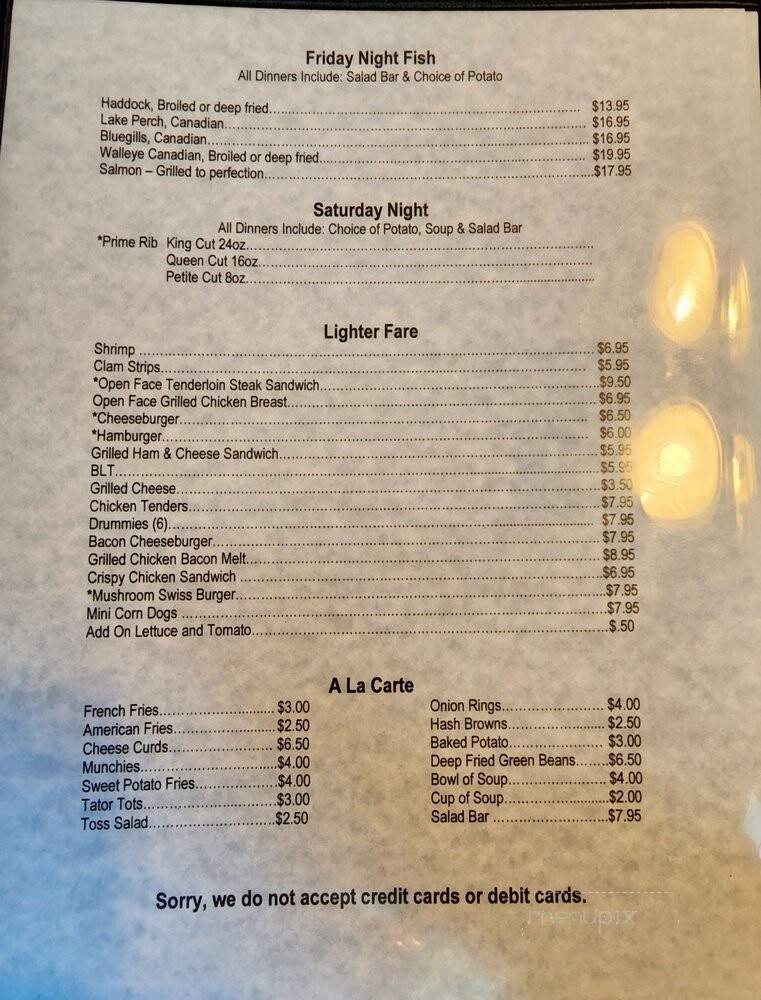 Friday Night Fish
All Dinners Include: Salad Bar & Choice of Potato
Haddock, Broiled or deep fried........ $13.95
Lake Perch, Canadian........ $16.95
Bluegills, Canadian........ $16.95
Walleye Canadian, Broiled or deep fried........ $19.95
Salmon – Grilled to perfection........$17.95
Saturday Night
All Dinners Include: Choice of Potato, Soup & Salad Bar
*Prime Rib King Cut 24oz........
Queen Cut 16oz........
Petite Cut 8oz........
Lighter Fare
Shrimp ........ $6.95
Clam Strips........ $5.95
*Open Face Tenderloin Steak Sandwich........$9.50
Open Face Grilled Chicken Breast........ $6.95
*Cheeseburger........ $6.50
*Hamburger........ $6.00
Grilled Ham & Cheese Sandwich........$5.95
BLT........$5.95
Grilled Cheese........$3.50
Chicken Tenders........$7.95
Drummies (6)........ $7.95
Bacon Cheeseburger........ $7.95
Grilled Chicken Bacon Melt........ $8.95
Crispy Chicken Sandwich ........$6.95
*Mushroom Swiss Burger........$7.95
Mini Corn Dogs ........$7.95
Add On Lettuce and Tomato........$.50
A La Carte
French Fries........ $3.00 Onion Rings........ $4.00
American Fries........$2.50 Hash Browns........ $2.50
Cheese Curds........ $6.50 Baked Potato........ $3.00
Munchies........$4.00 Deep Fried Green Beans........$6.50
Sweet Potato Fries........$4.00 Bowl of Soup........ $4.00
Tator Tots........$3.00 Cup of Soup........$2.00
Toss Salad........$2.50 Salad Bar ........$7.95
Sorry, we do not accept credit cards or debit cards.
menupix